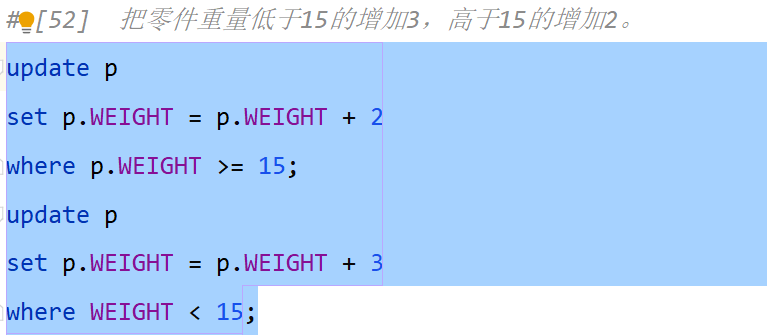 # [52] 把零件重量低于15的增加3，高于15的增加2。
update p
set p.WEIGHT = p.WEIGHT + 2
where p.WEIGHT >= 15;
update p
set p.WEIGHT = p.WEIGHT + 3
where WEIGHT < 15;